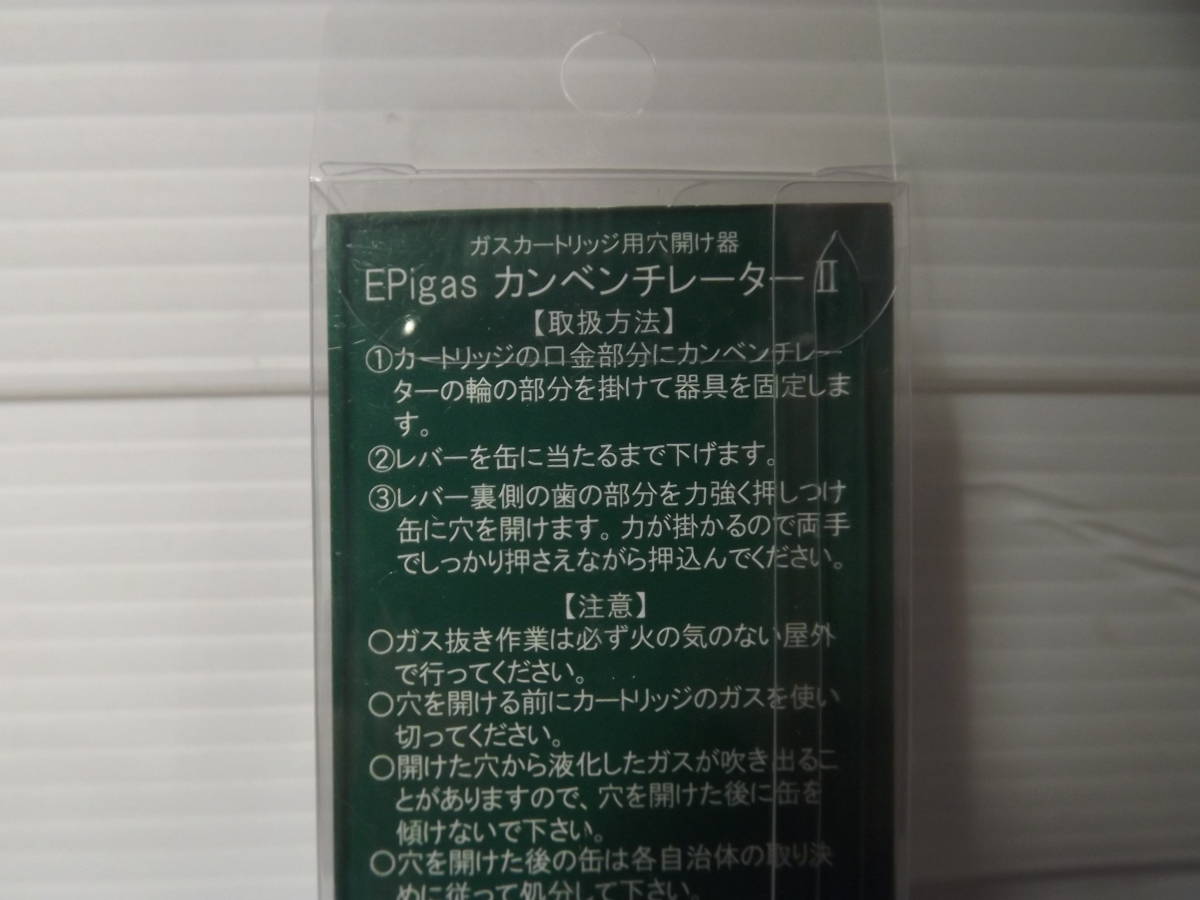 ガスカートリッジ用穴開け器
EPigas カンベンチレーターⅡ
【取扱方法】
①カートリッジの口金部分にカンベンチレー
ターの輪の部分を掛けて器具を固定しま
す。
②レバーを缶に当たるまで下げます。
③レバー裏側の歯の部分を力強く押しつけ
缶に穴を開けます。力が掛かるので両手
でしっかり押さえながら押込んでください。
【注意】
○ガス抜き作業は必ず火の気のない屋外
で行ってください。
○穴を開ける前にカートリッジのガスを使い
切ってください。
○開けた穴から液化したガスが吹き出るこ
とがありますので、穴を開けた後に缶を
傾けないで下さい。
○穴を開けた後の缶は各自治体の取り決
めに従って処分して下さい。